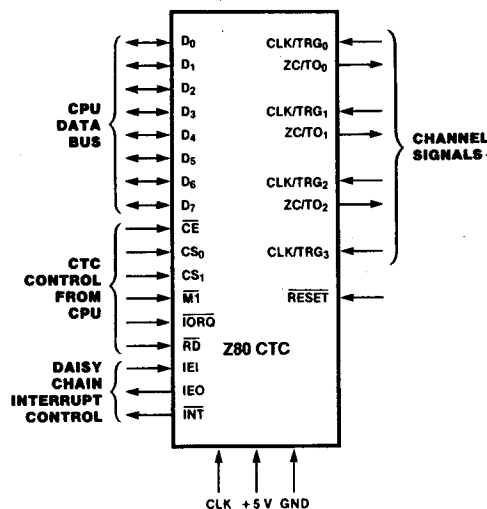 CPU
DATA
BUS
D0
D1
D2
D3
D4
D5
D6
D7
CTC
CONTROL
FROM
CPU
CE
CS0
CS1
M1
IORQ
RD
DAISY
CHAIN
INTERRUPT
CONTROL
IEI
IEO
INT
Z80 CTC
CLK/TRG0
ZC/TO0
CLK/TRG1
ZC/TO1
CLK/TRG2
ZC/TO2
CLK/TRG3
RESET
CHANNEL
SIGNALS
CLK +5 V GND